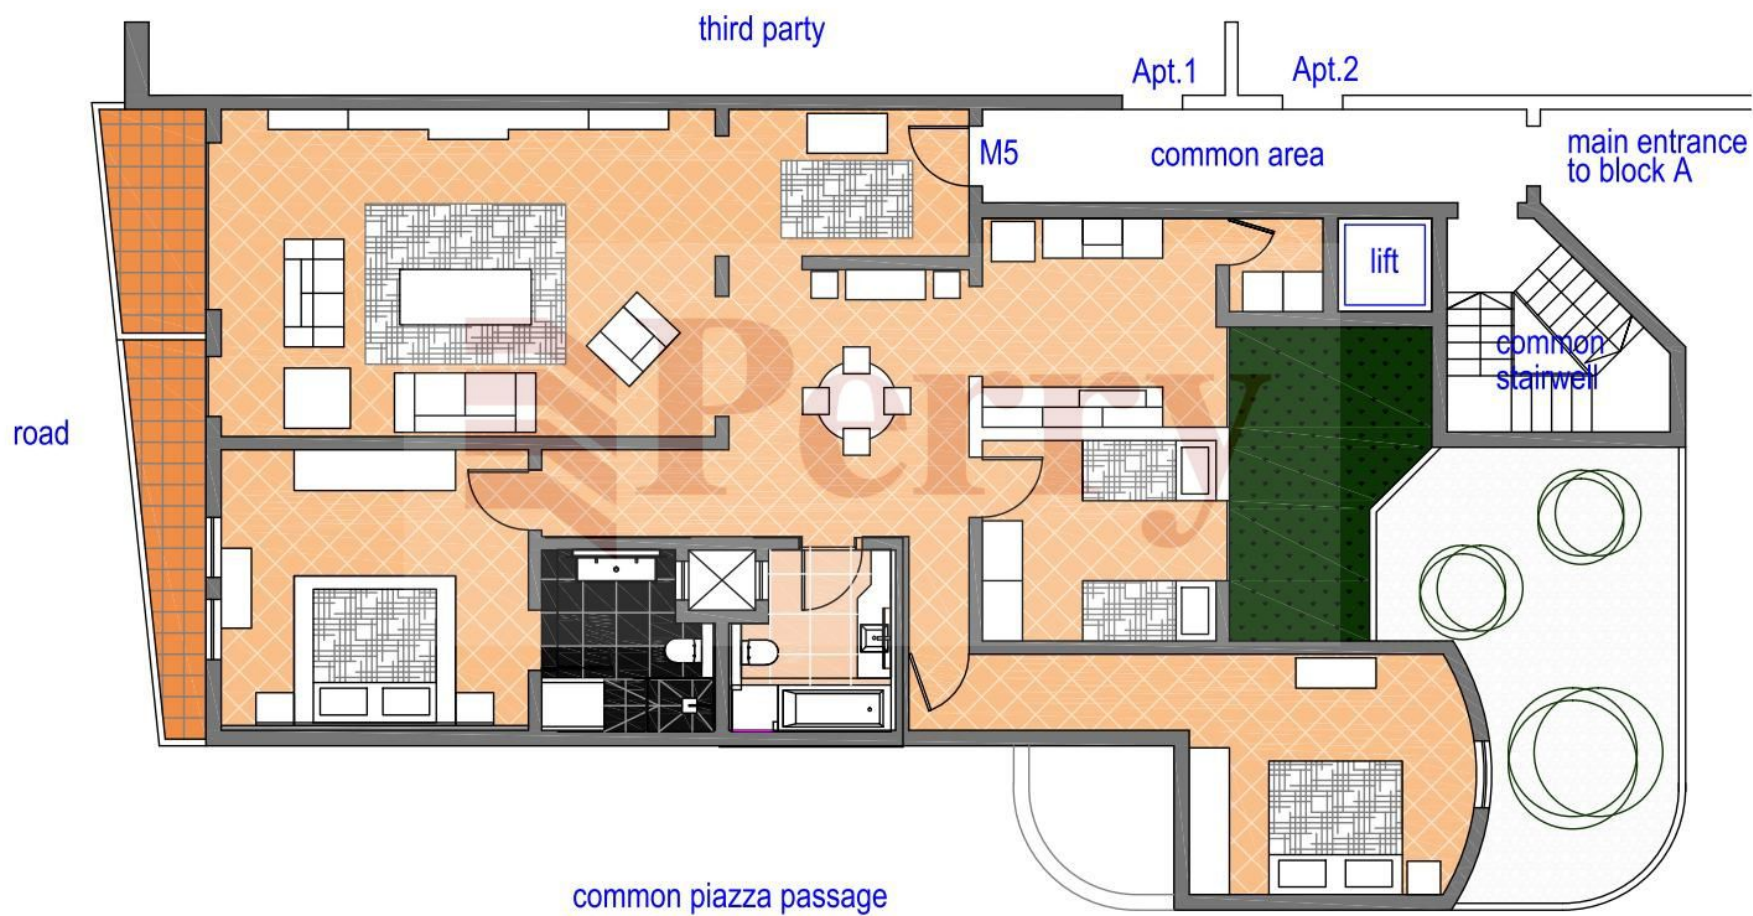 third party
Apt.1
Apt.2
M5
common area
main entrance
to block A
lift
common
stairwell
Perry
road
common piazza passage